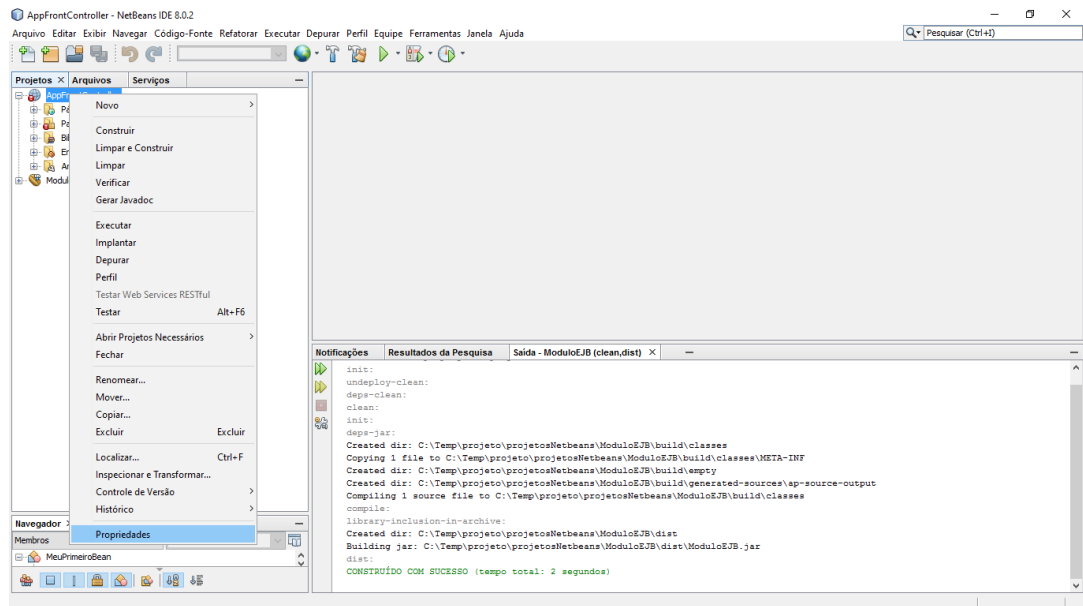 AppFrontController - NetBeans IDE 8.0.2
Arquivo Editar Exibir Navegar Código-Fonte Refatorar Executar Depurar Perfil Equipe Ferramentas Janela Ajuda
Pesquisar (Ctrl+I)
Projetos Arquivos Serviços
Novo
Construir
Limpar e Construir
Limpar
Verificar
Gerar Javadoc
Executar
Implantar
Depurar
Perfil
Testar Web Services RESTful
Testar Alt+F6
Abrir Projetos Necessários
Fechar
Renomear...
Mover...
Copiar...
Excluir Excluir
Localizar... Ctrl+F
Inspecionar e Transformar...
Controle de Versão
Histórico
Propriedades
Navegador
Membros
MeuPrimeiroBean
Notificações Resultados da Pesquisa Saída - ModuloEJB (clean,dist)
init:
undeploy-clean:
deps-clean:
clean:
init:
deps-jar:
Created dir: C:\Temp\projeto\projetosNetbeans\ModuloEJB\build\classes
Copying 1 file to C:\Temp\projeto\projetosNetbeans\ModuloEJB\build\classes\META-INF
Created dir: C:\Temp\projeto\projetosNetbeans\ModuloEJB\build\empty
Created dir: C:\Temp\projeto\projetosNetbeans\ModuloEJB\build\generated-sources\ap-source-output
Compiling 1 source file to C:\Temp\projeto\projetosNetbeans\ModuloEJB\build\classes
compile:
library-inclusion-in-archive:
Created dir: C:\Temp\projeto\projetosNetbeans\ModuloEJB\dist
Building jar: C:\Temp\projeto\projetosNetbeans\ModuloEJB\dist\ModuloEJB.jar
dist:
CONSTRUÍDO COM SUCESSO (tempo total: 2 segundos)